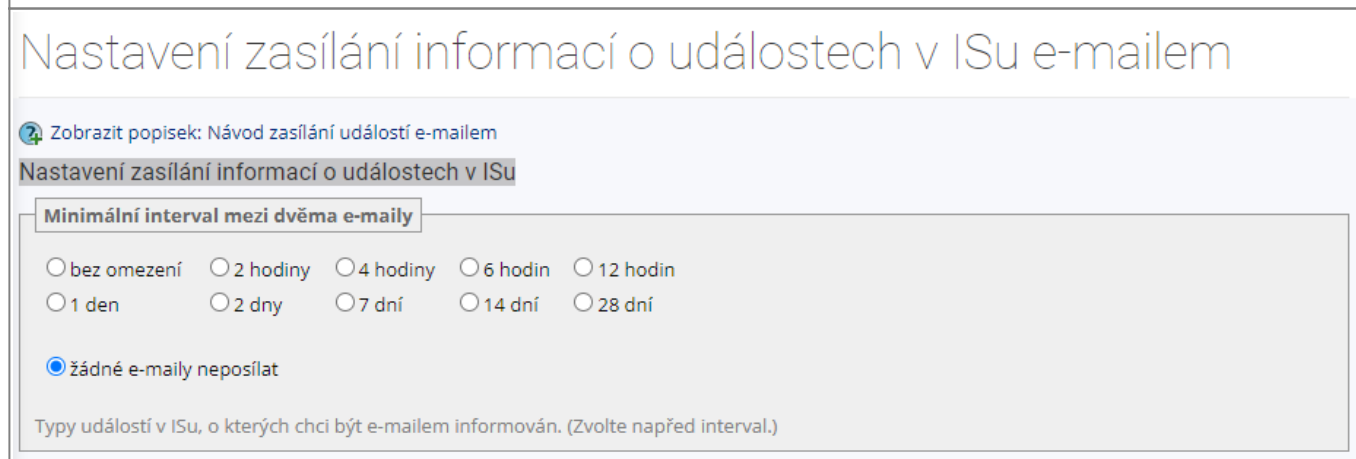 Nastavení zasílání informací o událostech v ISu e-mailem
Zobrazit popisek: Návod zasílání událostí e-mailem
Nastavení zasílání informací o událostech v ISu
Minimální interval mezi dvěma e-maily
bez omezení 2 hodiny 4 hodiny 6 hodin 12 hodin
1 den 2 dny 7 dní 14 dní 28 dní
žádné e-maily neposílat
Typy událostí v ISu, o kterých chci být e-mailem informován. (Zvolte napřed interval.)